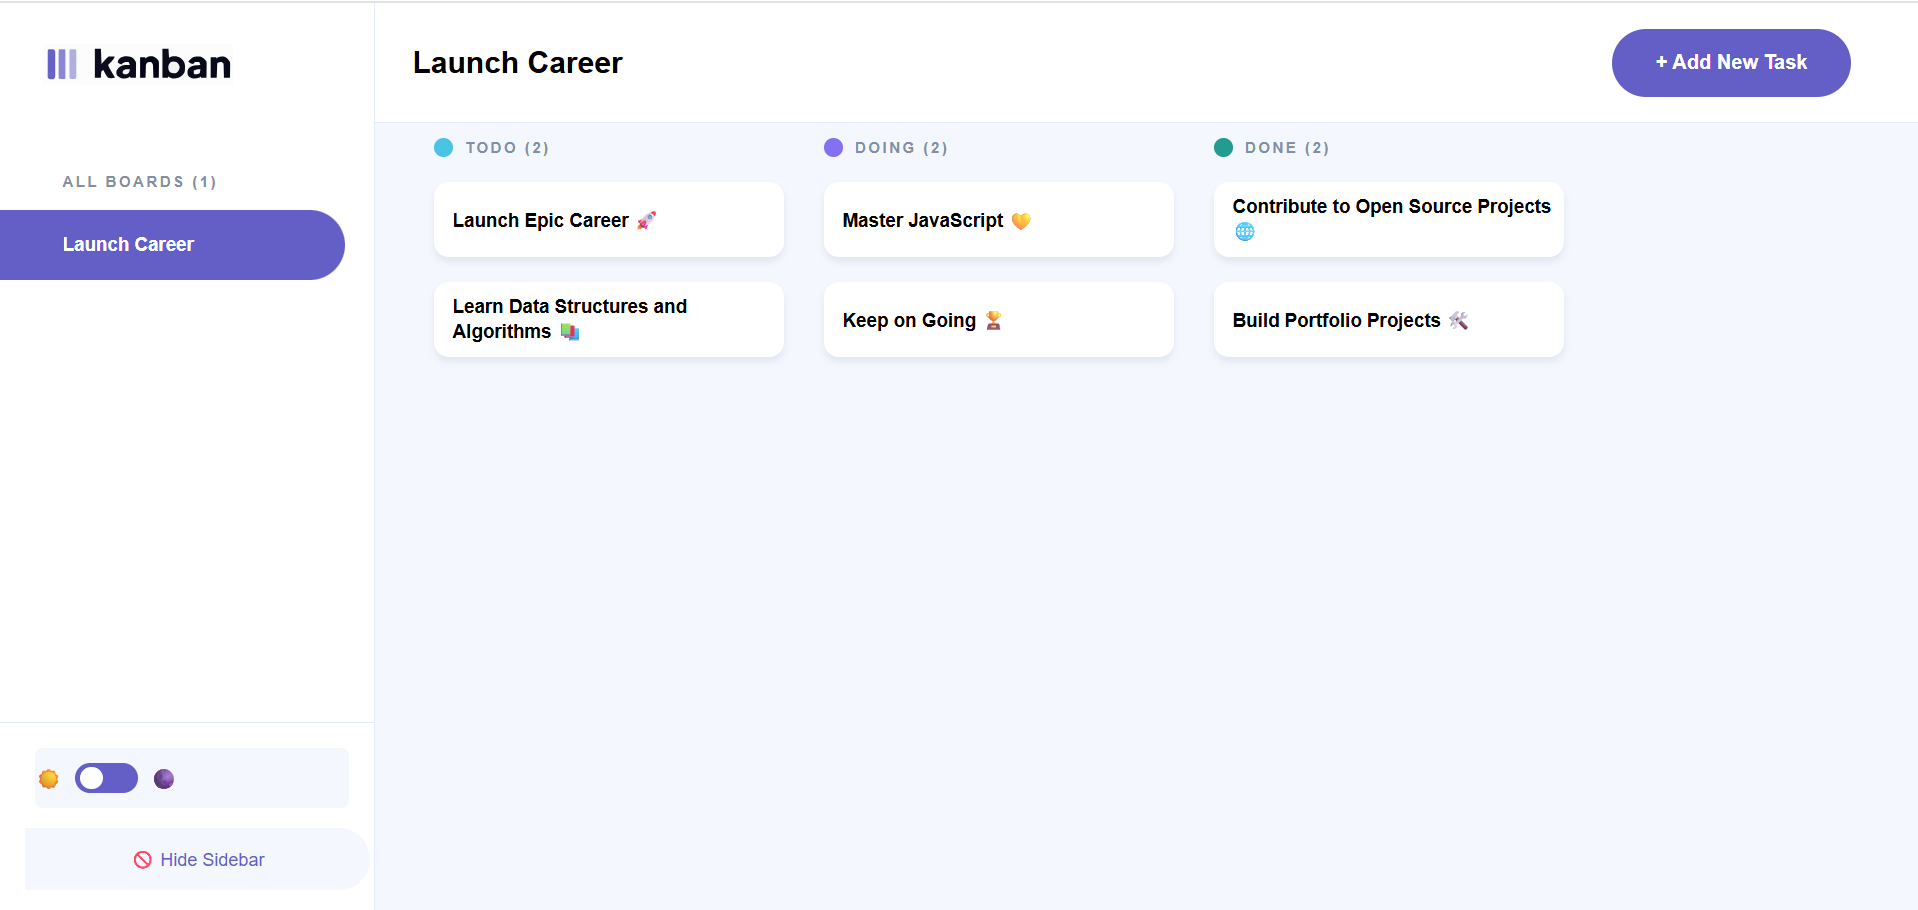 kanban
ALL BOARDS (1)
Launch Career
Hide Sidebar
Launch Career
+ Add New Task
TODO (2)
Launch Epic Career 🚀
Learn Data Structures and
Algorithms 📚
DOING (2)
Master JavaScript 💛
Keep on Going 🏆
DONE (2)
Contribute to Open Source Projects
🌐
Build Portfolio Projects 🛠️